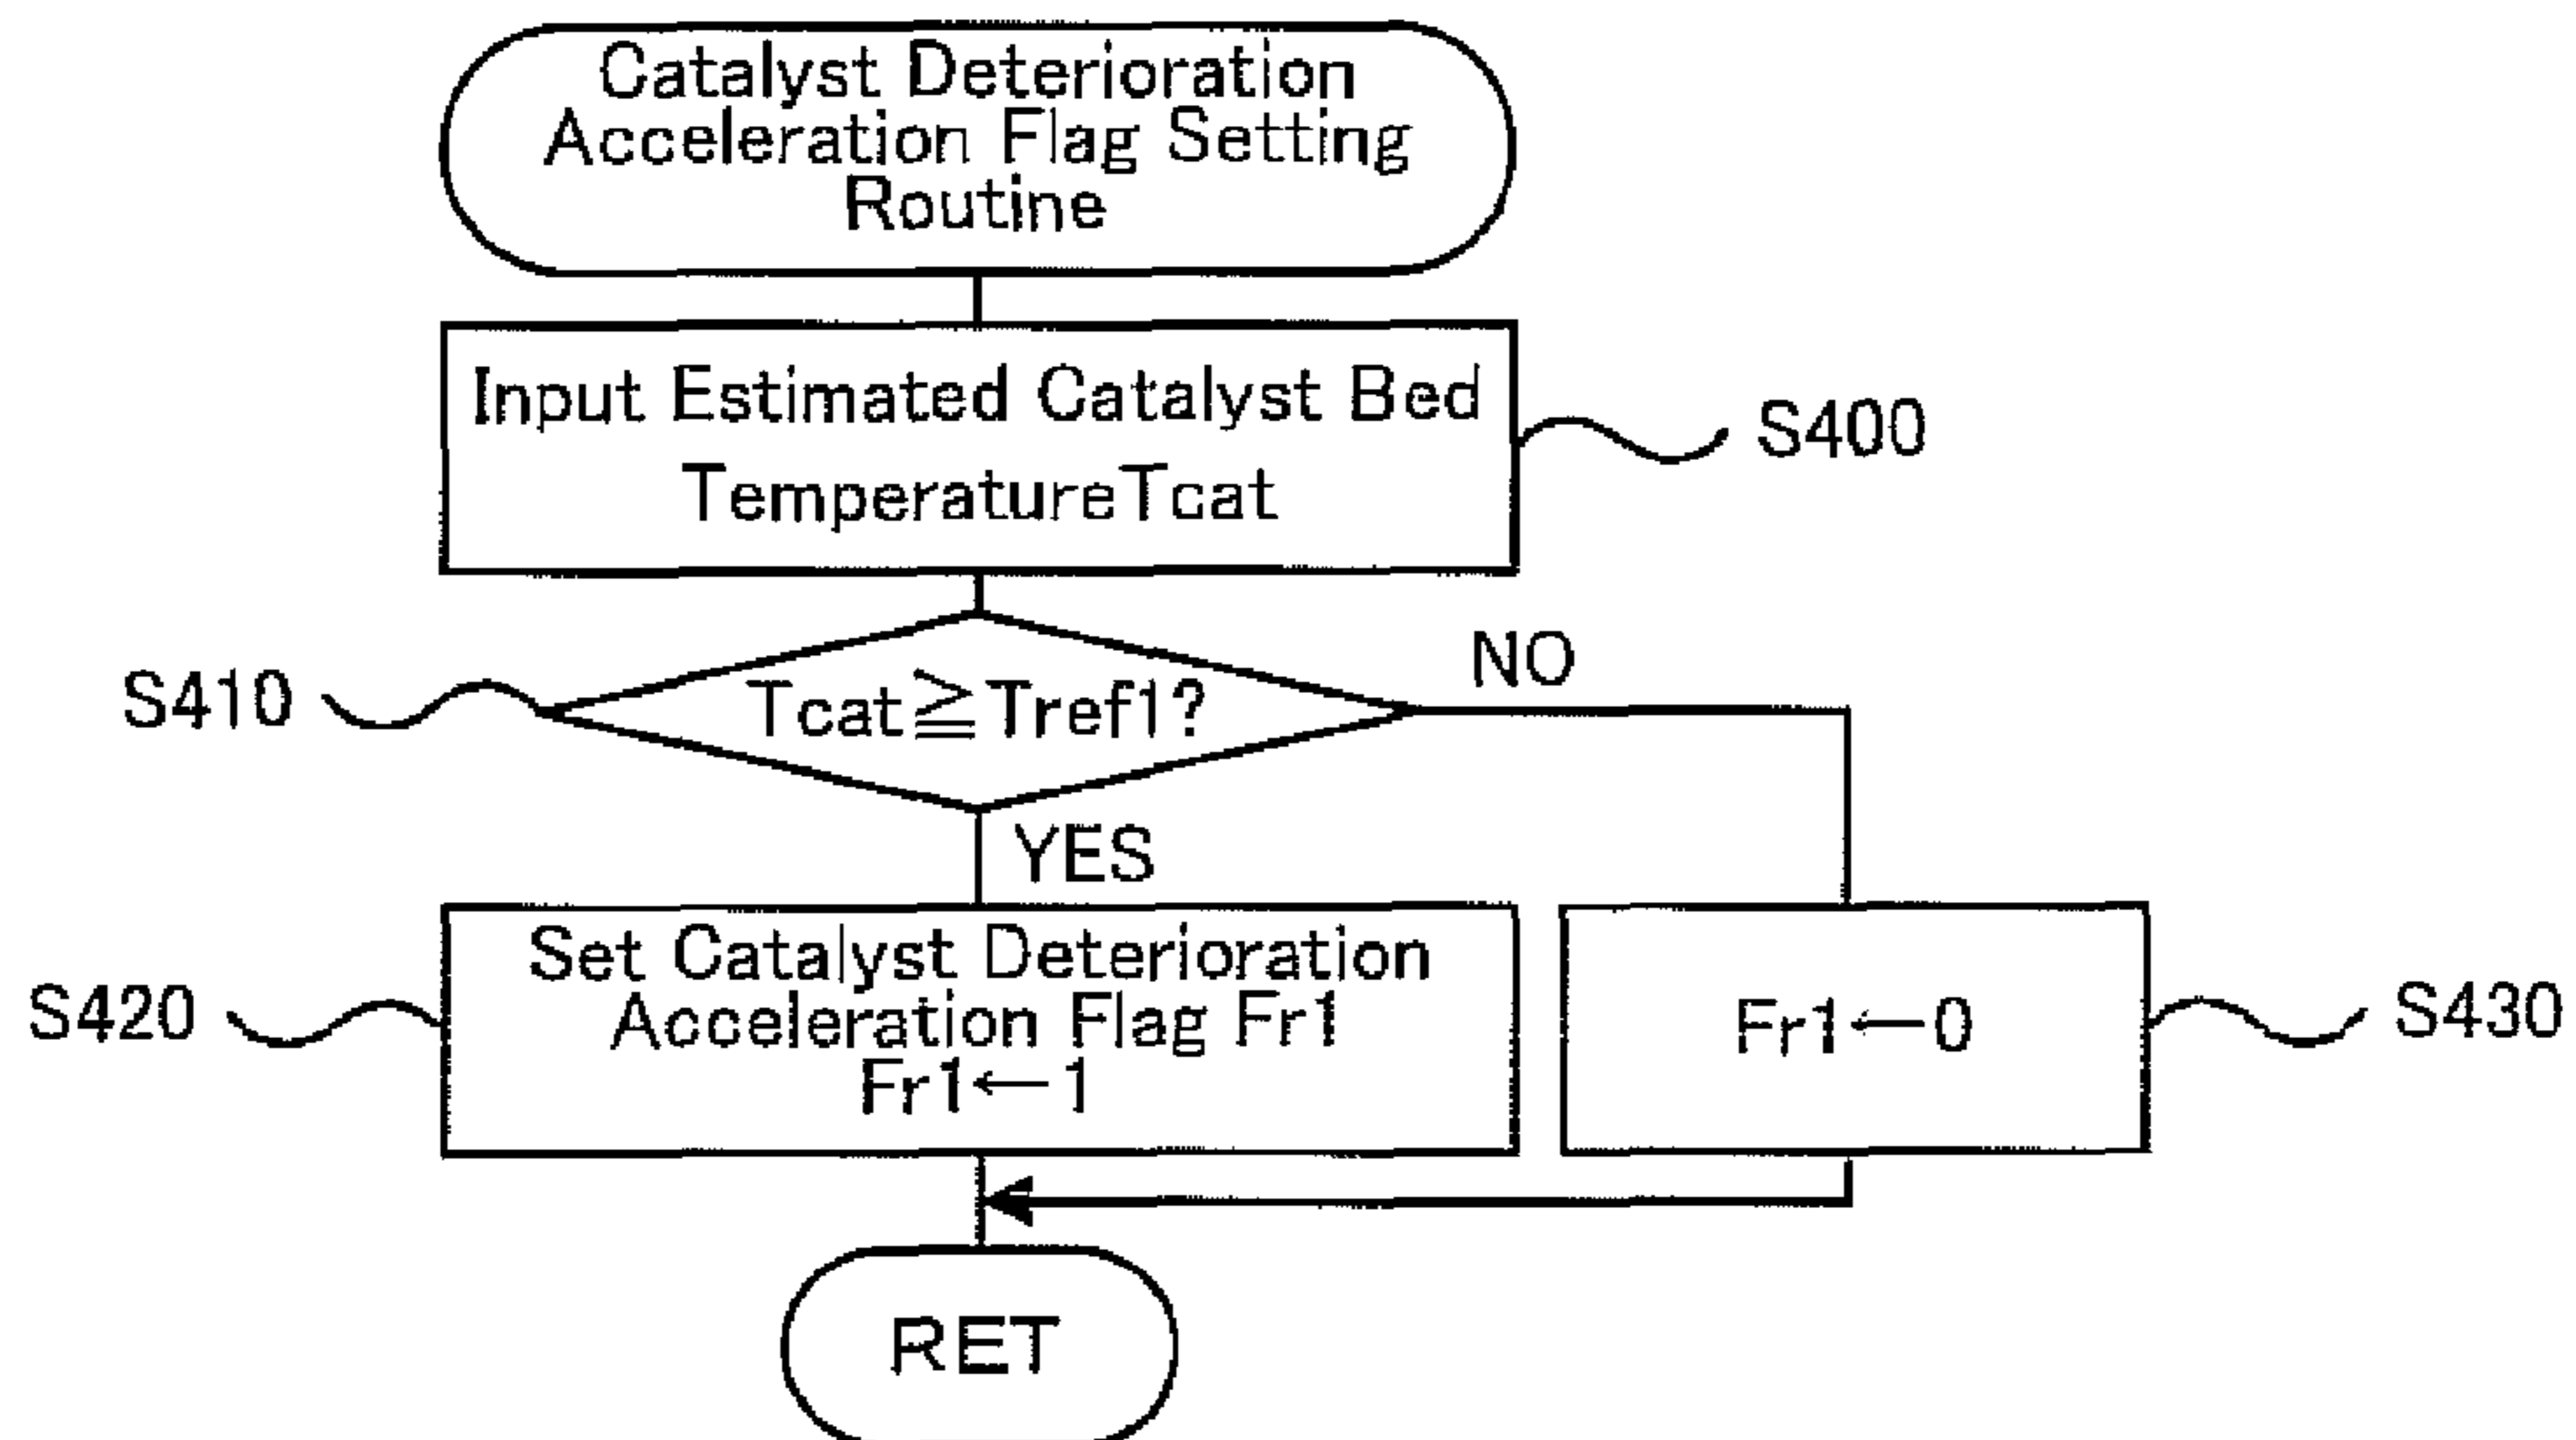 Catalyst Deterioration
Acceleration Flag Setting
Routine
Input Estimated Catalyst Bed
TemperatureTcat
S400
S410
Tcat≧Tref1?
NO
YES
S420
Set Catalyst Deterioration
Acceleration Flag Fr1
Fr1←1
Fr1←0
S430
RET